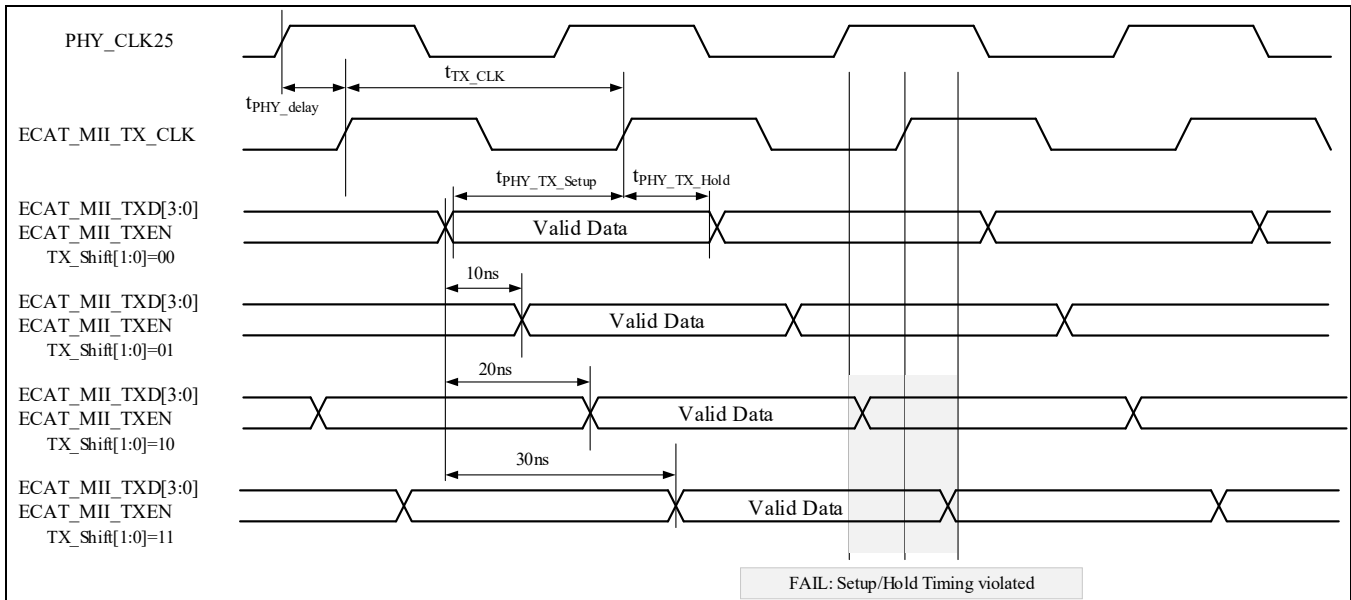 PHY_CLK25
tTX_CLK
tPHY_delay
ECAT_MII_TX_CLK
tPHY_TX_Setup
tPHY_TX_Hold
ECAT_MII_TXD[3:0]
ECAT_MII_TXEN
TX_Shift[1:0]=00
Valid Data
10ns
ECAT_MII_TXD[3:0]
ECAT_MII_TXEN
TX_Shift[1:0]=01
Valid Data
20ns
ECAT_MII_TXD[3:0]
ECAT_MII_TXEN
TX_Shift[1:0]=10
Valid Data
30ns
ECAT_MII_TXD[3:0]
ECAT_MII_TXEN
TX_Shift[1:0]=11
Valid Data
FAIL: Setup/Hold Timing violated